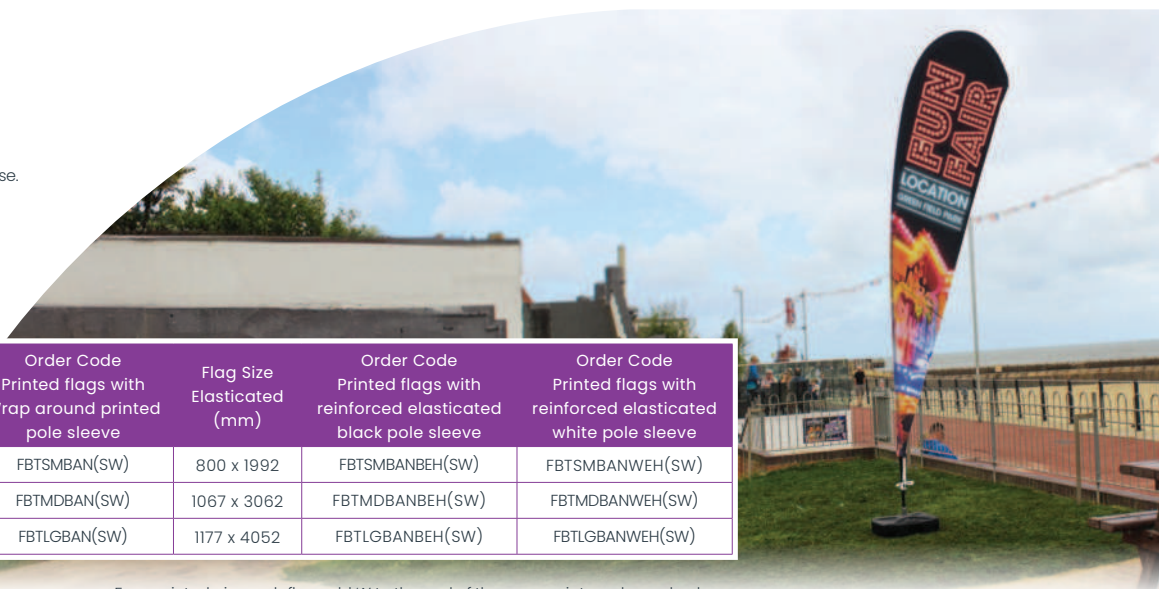 se.
FUN
FAIR
LOCATION
GREEN FIELD PARK
Order Code
Printed flags with
rap around printed
pole sleeve
Flag Size
Elasticated
(mm)
Order Code
Printed flags with
reinforced elasticated
black pole sleeve
Order Code
Printed flags with
reinforced elasticated
white pole sleeve
FBTSMBAN(SW) 800 x 1992 FBTSMBANBEH(SW) FBTSMBANWEH(SW)
FBTMDBAN(SW) 1067 x 3062 FBTMDBANBEH(SW) FBTMDBANWEH(SW)
FBTLGBAN(SW) 1177 x 4052 FBTLGBANBEH(SW) FBTLGBANWEH(SW)